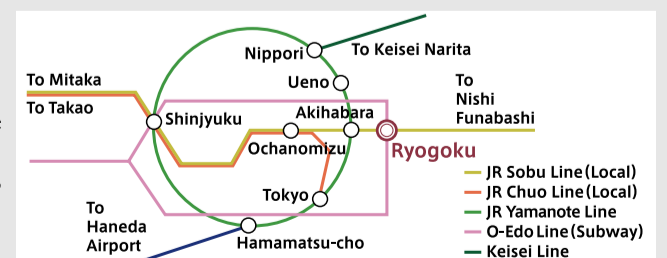 Nippori
To Keisei Narita
Ueno
To Mitaka
To Takao
To
Nishi
Funabashi
Akihabara
Shinjyuku
Ochanomizu
Ryogoku
Tokyo
To
Haneda
Airport
Hamamatsu-cho
JR Sobu Line(Local)
JR Chuo Line(Local)
JR Yamanote Line
O-Edo Line(Subway)
Keisei Line